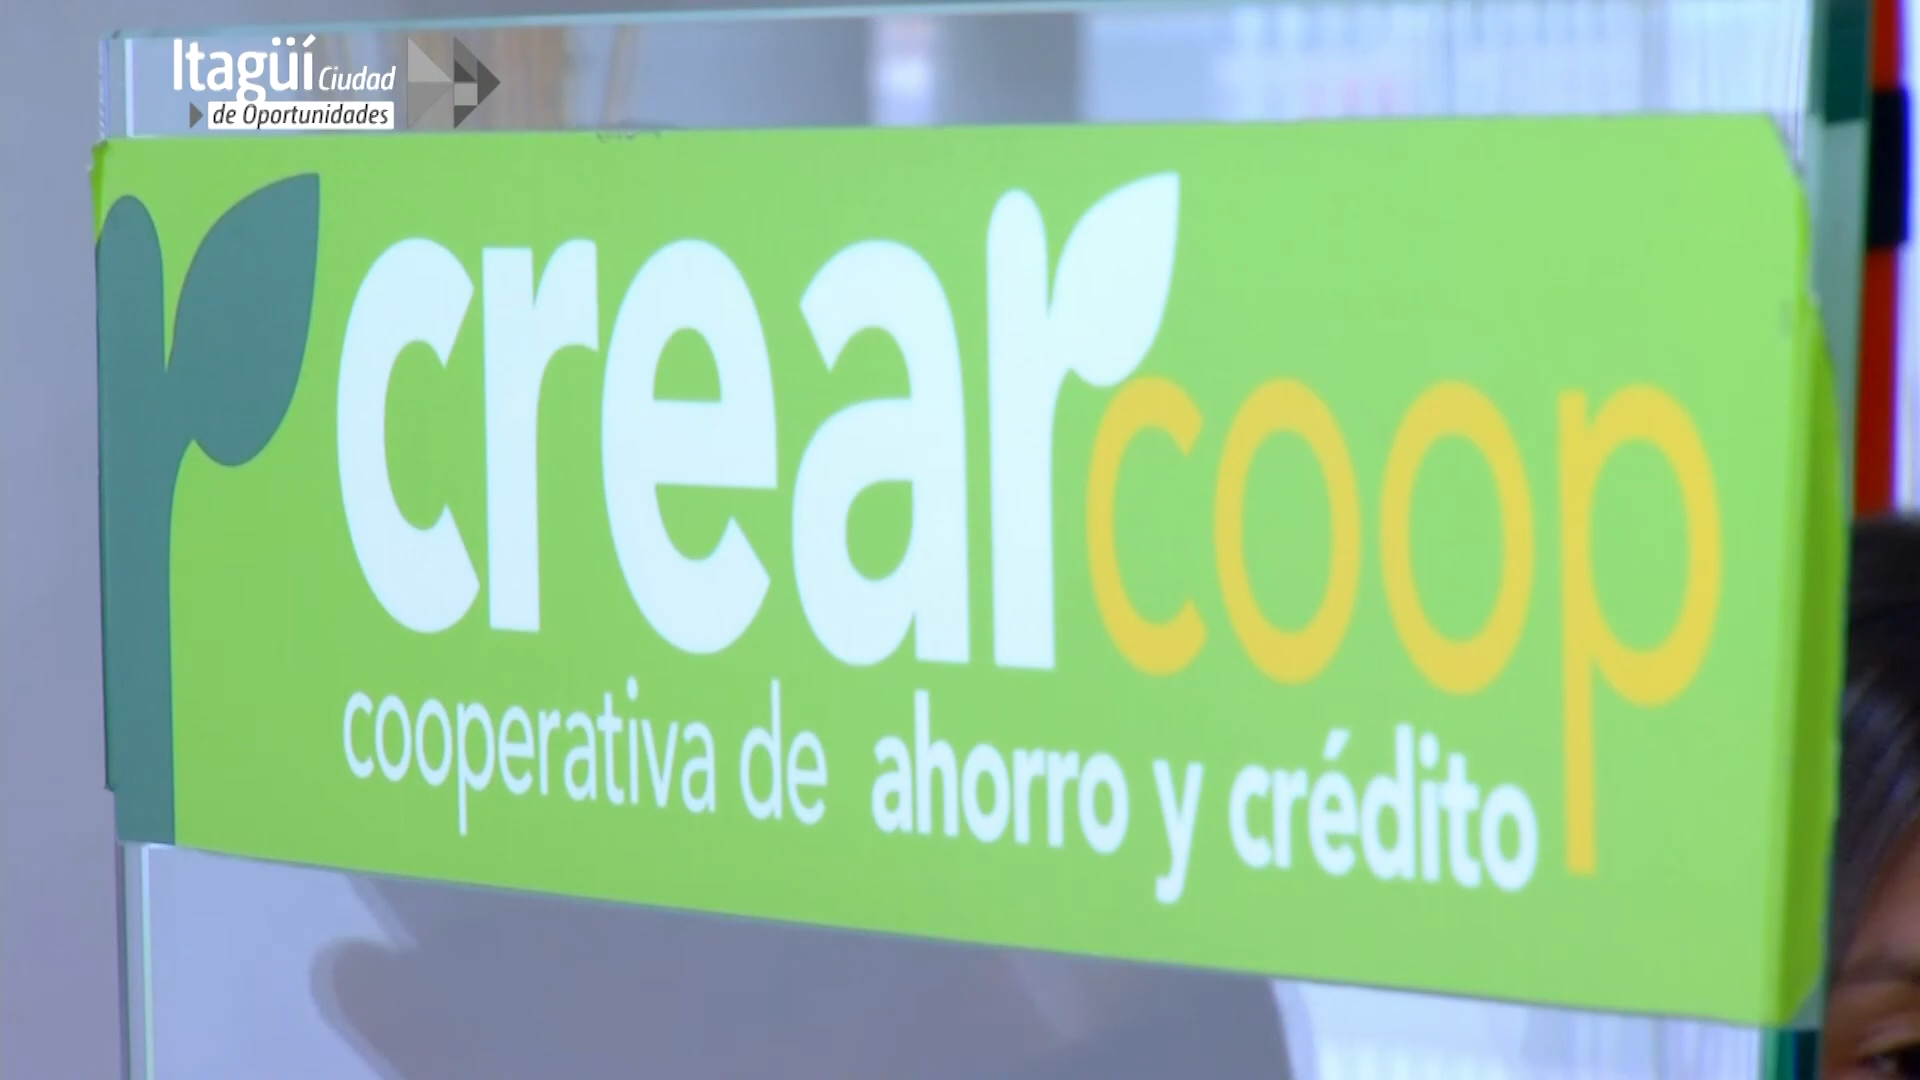 Itagüí Ciudad
de Oportunidades
crearcoop
cooperativa de ahorro y crédito